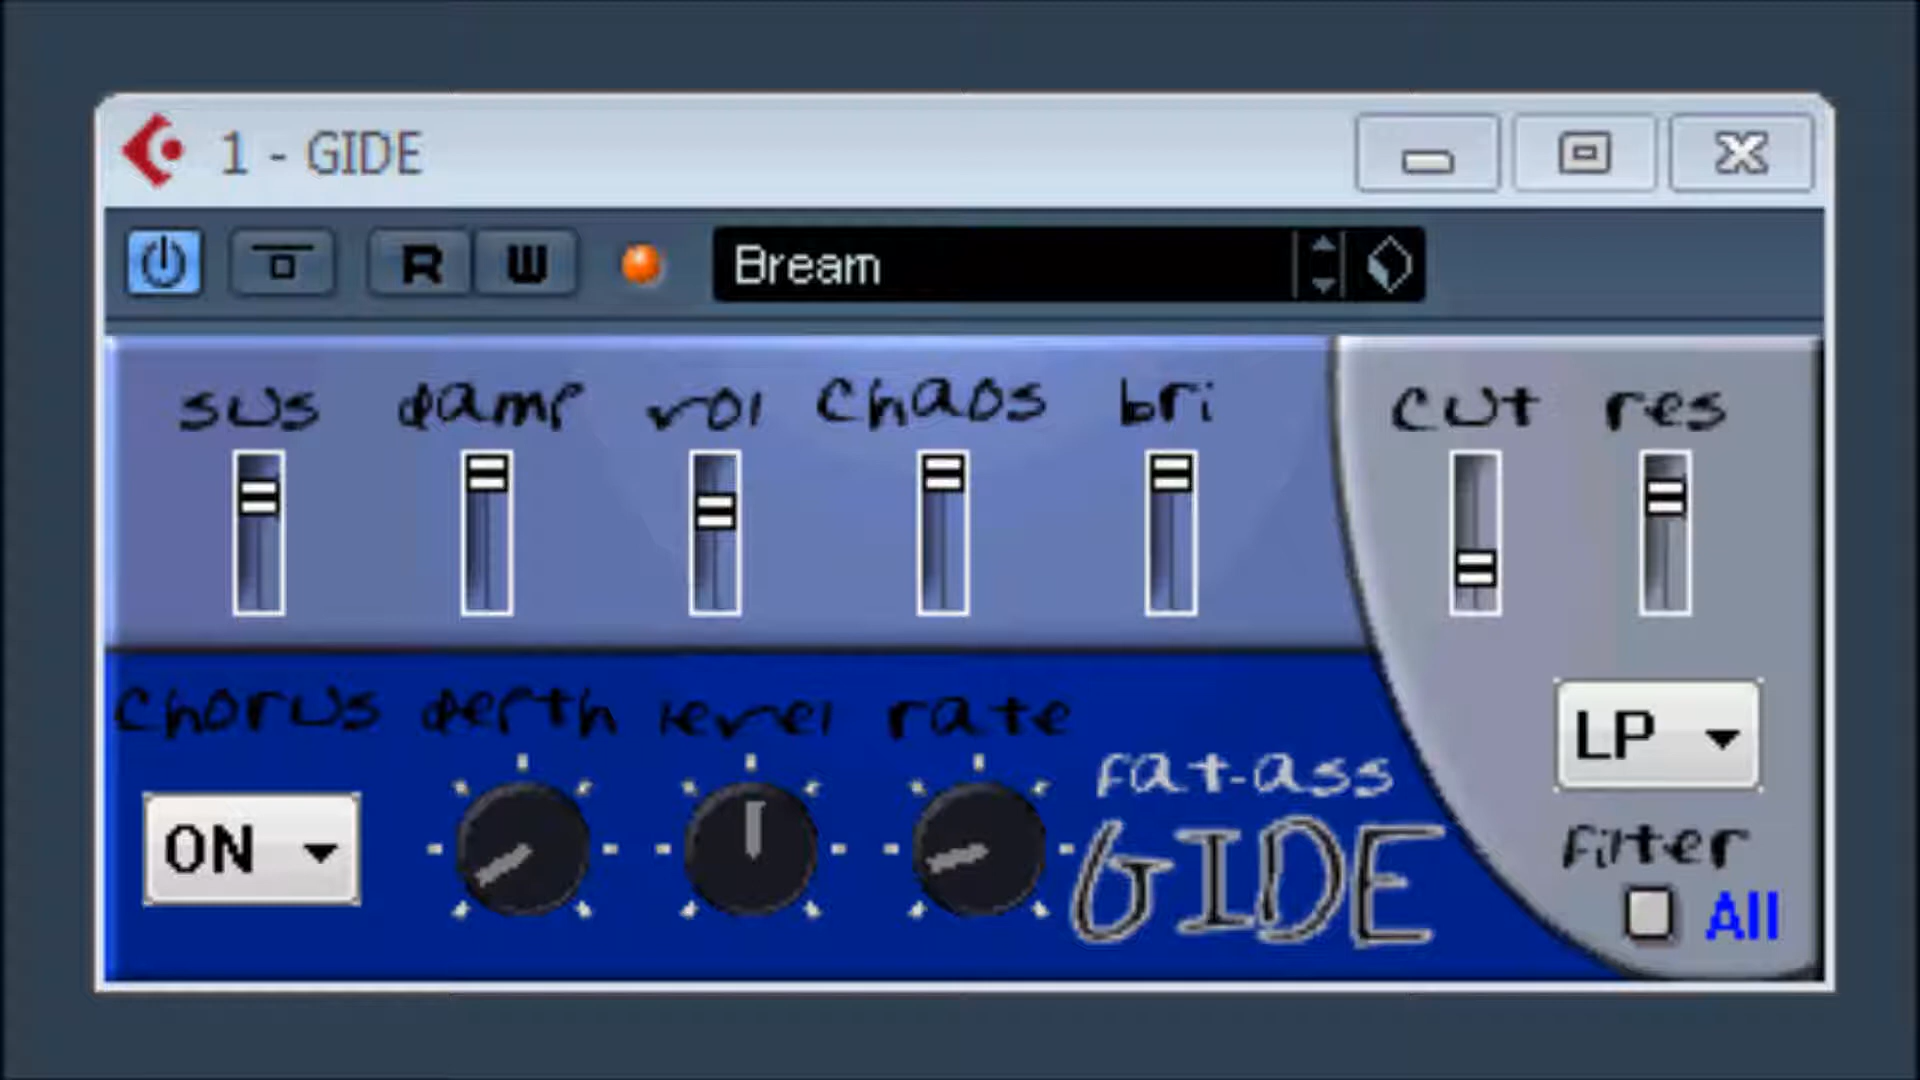 1 - GIDE
R W Bream
sus damp vol chaos bri cut res
chorus depth level rate
LP
fat-ass
ON
GIDE
filter
All